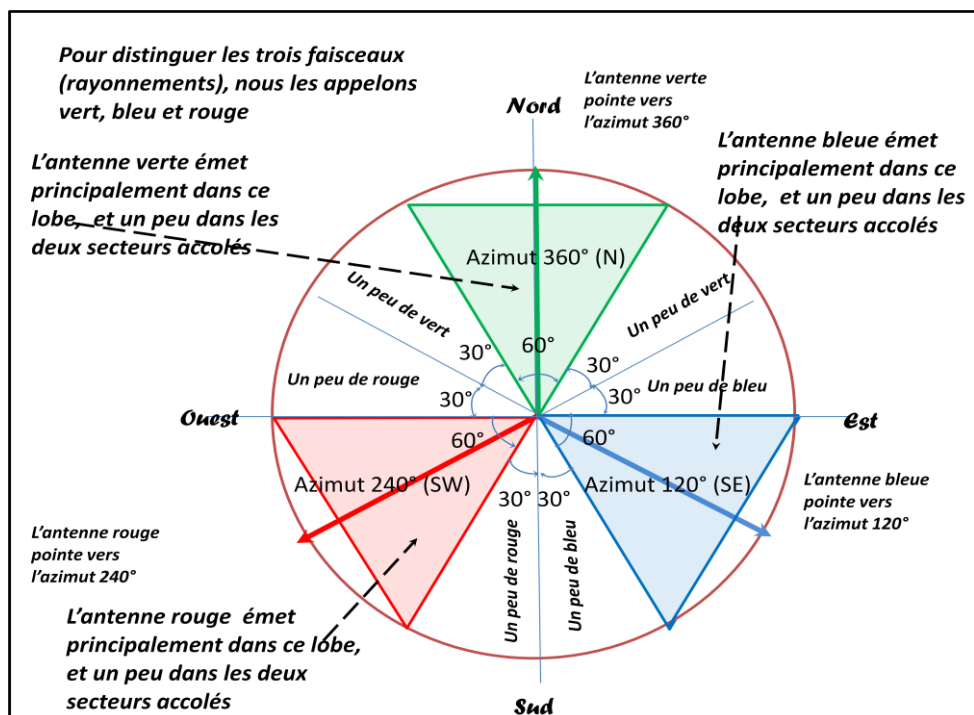 Pour distinguer les trois faisceaux
(rayonnements), nous les appelons
vert, bleu et rouge
L'antenne verte
pointe vers
l'azimut 360°
Nord
L'antenne verte émet
principalement dans ce
lobe, et un peu dans les
deux secteurs accolés
L'antenne bleue émet
principalement dans ce
lobe, et un peu dans les
deux secteurs accolés
Azimut 360° (N)
Un peu de vert
Un peu de vert
30°
60°
30°
Un peu de rouge
30°
30°
Un peu de bleu
Ouest
Est
60°
60°
Azimut 240° (SW)
30°
30°
Azimut 120° (SE)
L'antenne bleue
pointe vers
l'azimut 120°
Un peu de rouge
Un peu de bleu
L'antenne rouge
pointe vers
l'azimut 240°
L'antenne rouge émet
principalement dans ce lobe,
et un peu dans les deux
secteurs accolés
Sud